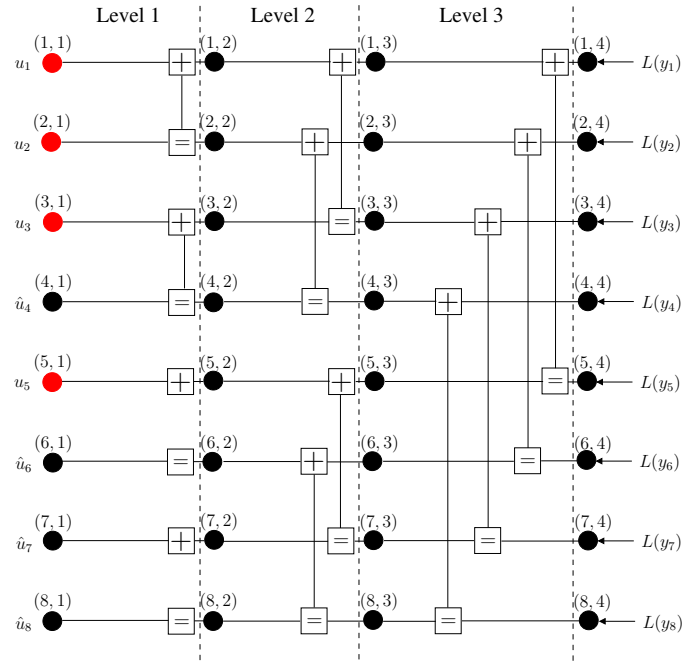 Level 1 Level 2 Level 3
(1, 1) (1, 2) (1, 3) (1, 4)
u₁ + + + L(y₁)
(2, 1) (2, 2) (2, 3) (2, 4)
u₂ = + + L(y₂)
(3, 1) (3, 2) (3, 3) (3, 4)
u₃ + = + L(y₃)
(4, 1) (4, 2) (4, 3) (4, 4)
û₄ = = + L(y₄)
(5, 1) (5, 2) (5, 3) (5, 4)
u₅ + + = L(y₅)
(6, 1) (6, 2) (6, 3) (6, 4)
û₆ = + = L(y₆)
(7, 1) (7, 2) (7, 3) (7, 4)
û₇ + = = L(y₇)
(8, 1) (8, 2) (8, 3) (8, 4)
û₈ = = = L(y₈)